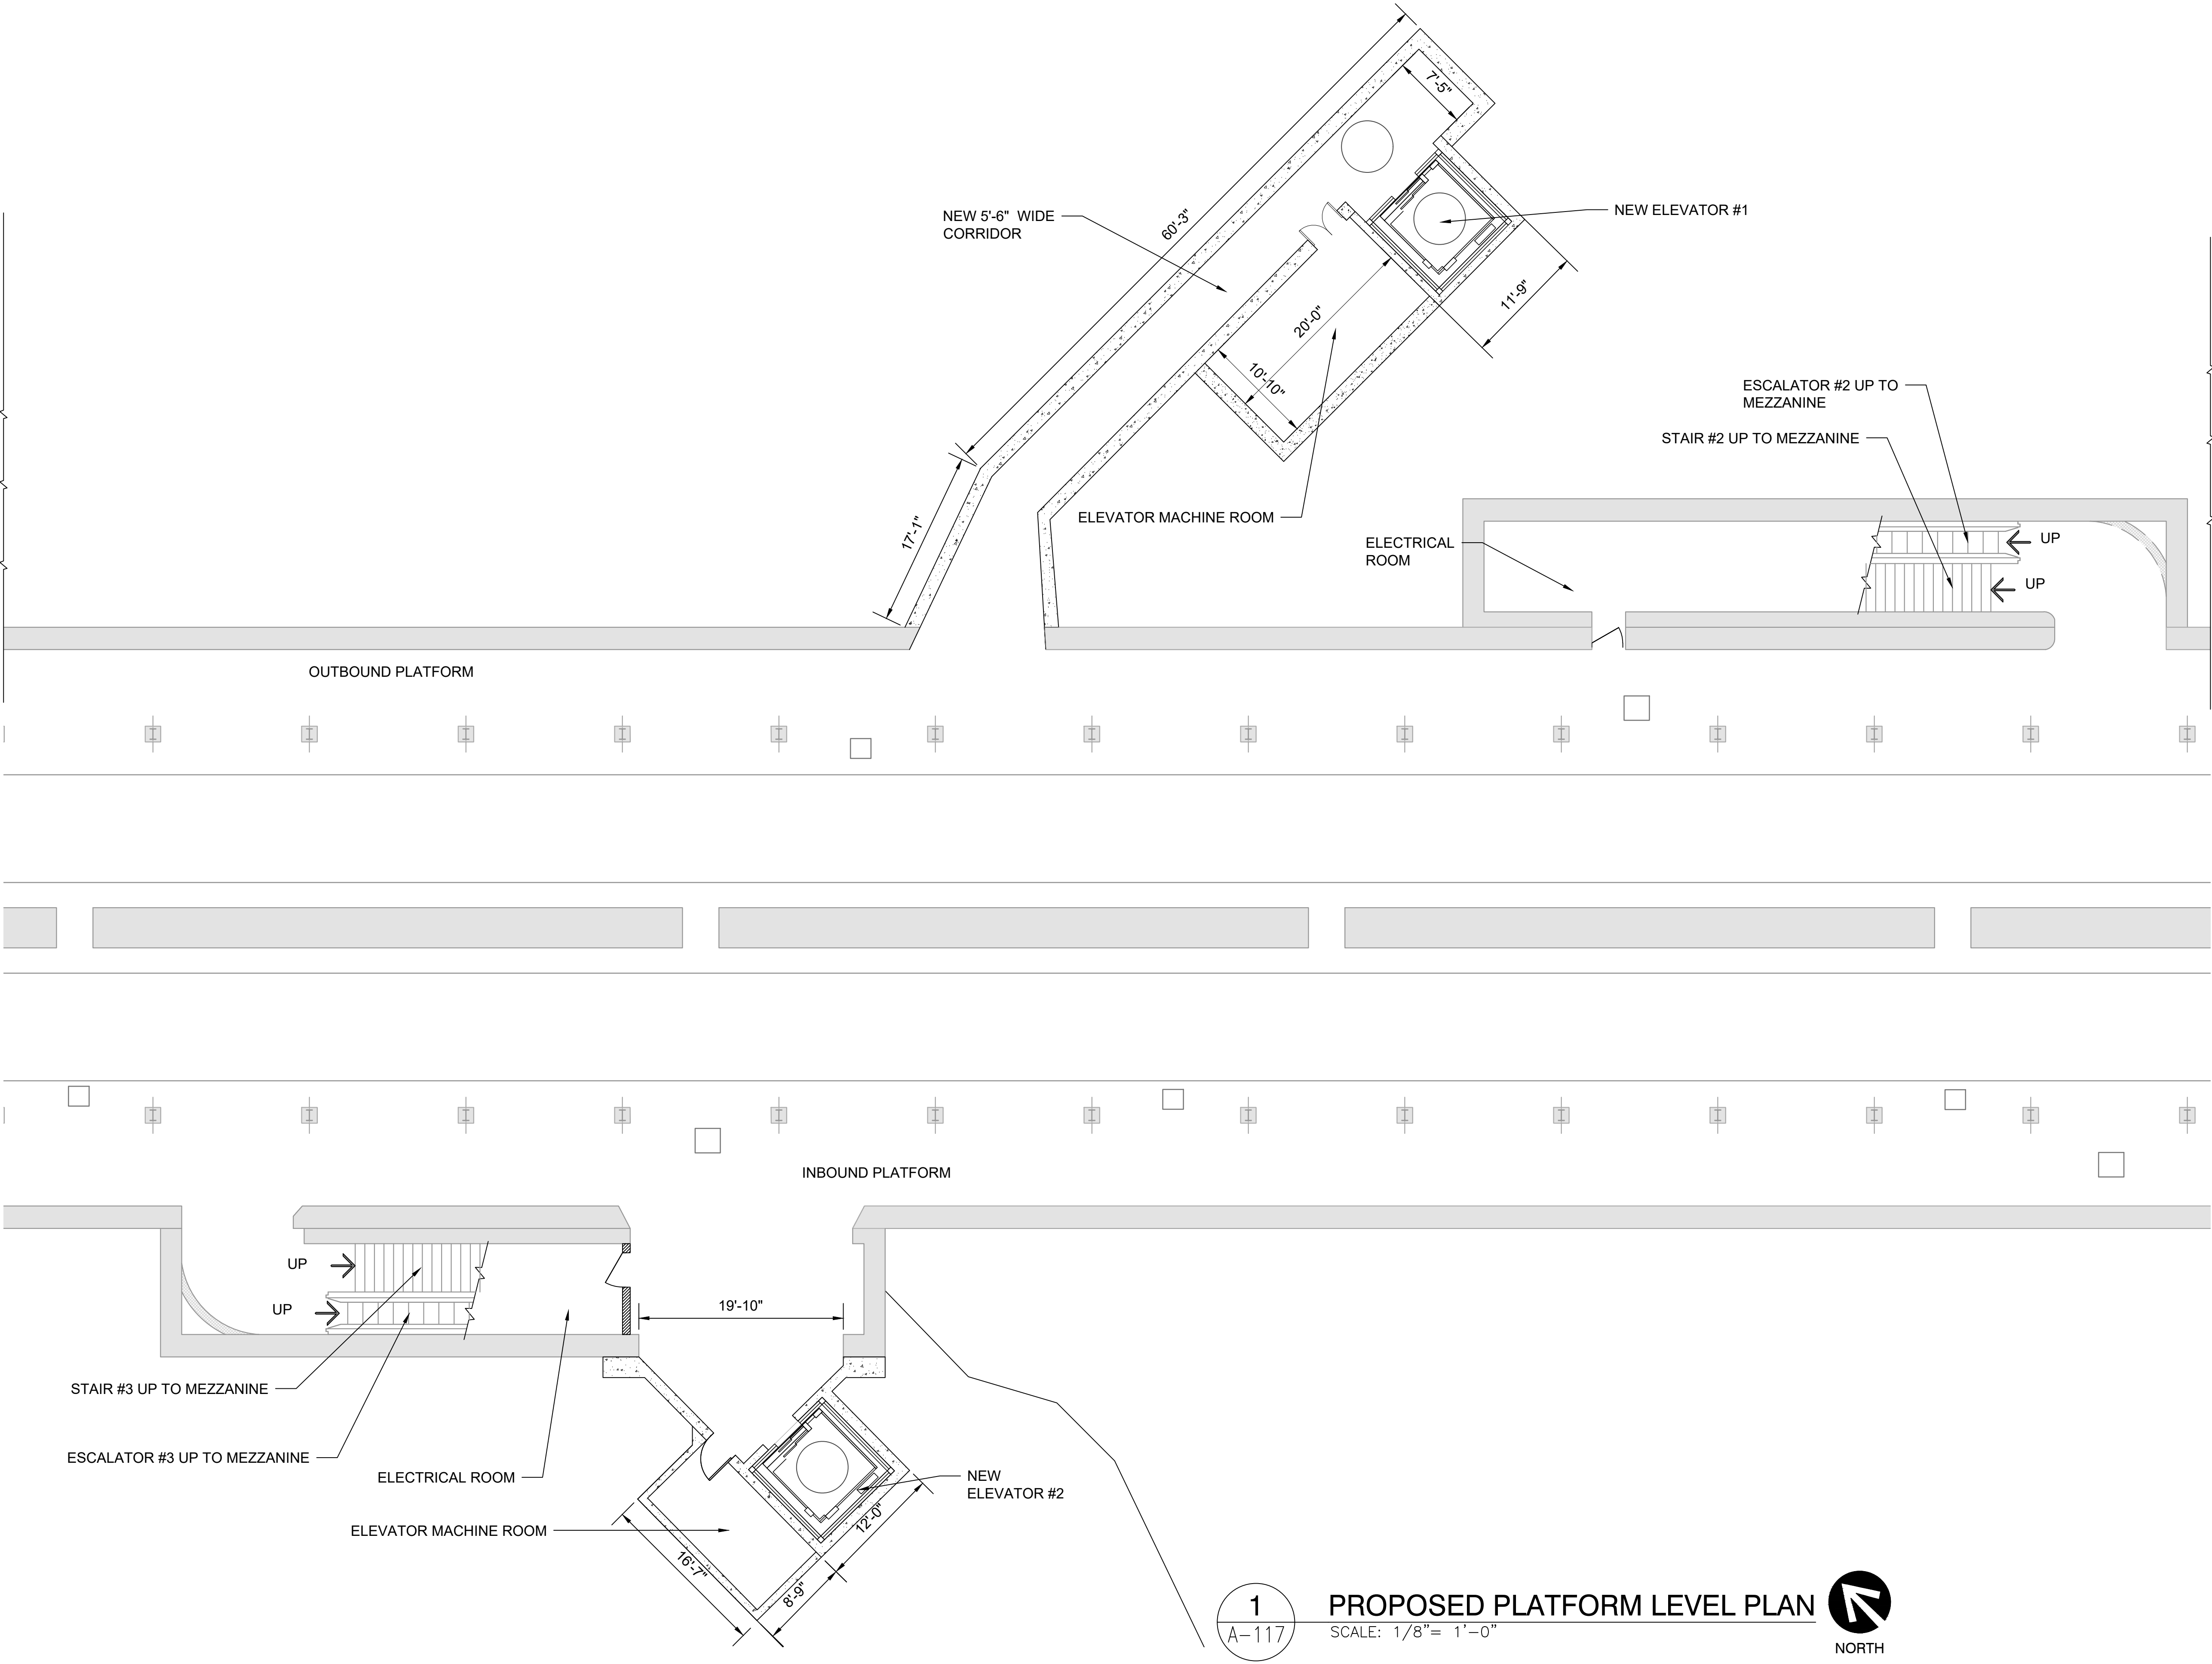 7'-5"
NEW 5'-6" WIDE
CORRIDOR
60'-3"
NEW ELEVATOR #1
11'-9"
20'-0"
10'-10"
ESCALATOR #2 UP TO
MEZZANINE
STAIR #2 UP TO MEZZANINE
17'-1"
ELEVATOR MACHINE ROOM
ELECTRICAL
ROOM
UP
UP
OUTBOUND PLATFORM
INBOUND PLATFORM
UP
UP
19'-10"
STAIR #3 UP TO MEZZANINE
ESCALATOR #3 UP TO MEZZANINE
ELECTRICAL ROOM
NEW
ELEVATOR #2
12'-0"
ELEVATOR MACHINE ROOM
16'-7"
8'-9"
1
A-117
PROPOSED PLATFORM LEVEL PLAN
SCALE: 1/8"= 1'-0"
NORTH